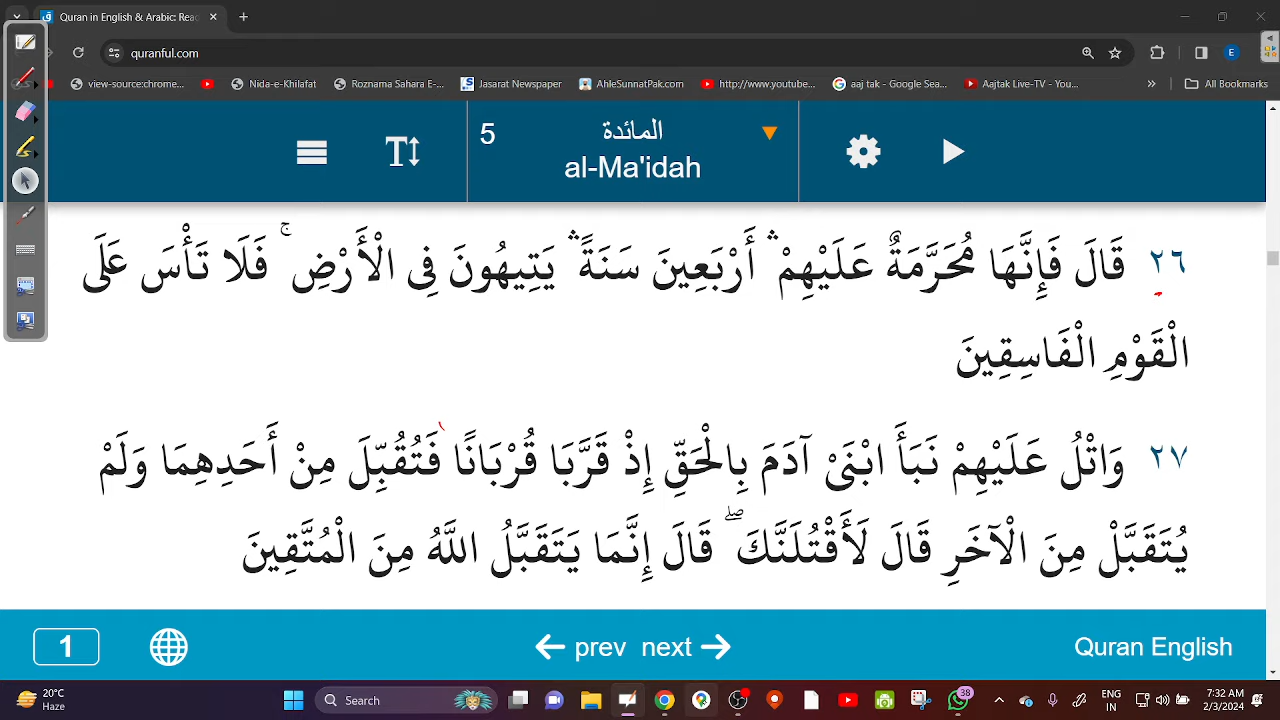 Quran in English & Arabic: Rea
quranful.com
E
view-source:chrome...
Nida-e-Khilafat
Roznama Sahara E-...
Jasarat Newspaper
AhleSunnatPak.com
http://www.youtube...
aaj tak - Google Sea...
Aajtak Live-TV - You...
»
All Bookmarks
5
المائدة
al-Ma'idah
٢٦ قَالَ فَإِنَّهَا مُحَرَّمَةٌ عَلَيْهِمْ ۛ أَرْبَعِينَ سَنَةً ۛ يَتِيهُونَ فِى الْأَرْضِ ۚ فَلَا تَأْسَ عَلَى
الْقَوْمِ الْفَاسِقِينَ
٢٧ وَاتْلُ عَلَيْهِمْ نَبَأَ ابْنَىْ آدَمَ بِالْحَقِّ إِذْ قَرَّبَا قُرْبَانًا فَتُقُبِّلَ مِنْ أَحَدِهِمَا وَلَمْ
يُتَقَبَّلْ مِنَ الْآخَرِ قَالَ لَأَقْتُلَنَّكَ ۖ قَالَ إِنَّمَا يَتَقَبَّلُ اللَّهُ مِنَ الْمُتَّقِينَ
1
prev next
Quran English
20°C
Haze
Search
38
ENG
IN
7:32 AM
2/3/2024